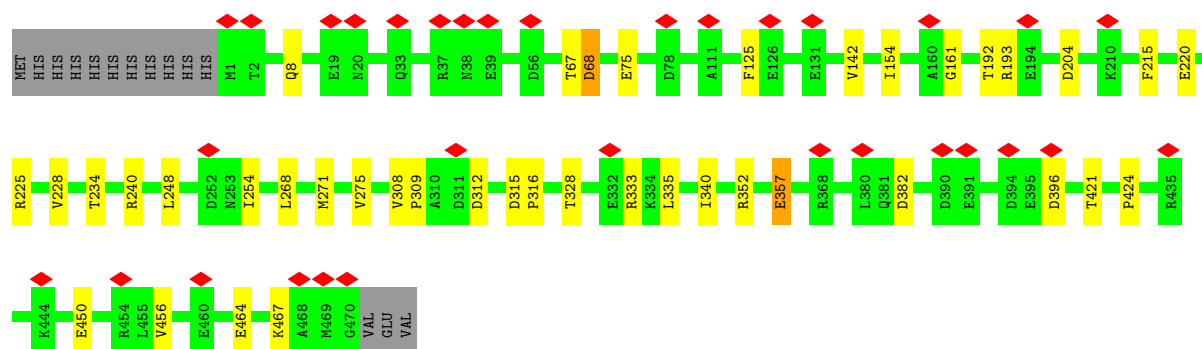 MET HIS HIS HIS HIS HIS HIS HIS HIS HIS M1 T2 Q8 E19 N20 Q33 R37 N38 E39 D56 T67 D68 E75 D78 A111 F125 E126 E131 V142 I154 A160 G161 T192 R193 E194 D204 K210 F215 E220
R225 V228 T234 R240 L248 D252 N253 I254 L268 M271 V275 V308 P309 A310 D311 D312 D315 P316 T328 E332 R333 K334 L335 I340 R352 E357 R368 L380 Q381 D382 D390 E391 D394 E395 D396 T421 P424 R435
K444 E450 R454 L455 V456 E460 E464 K467 A468 M469 G470 VAL GLU VAL